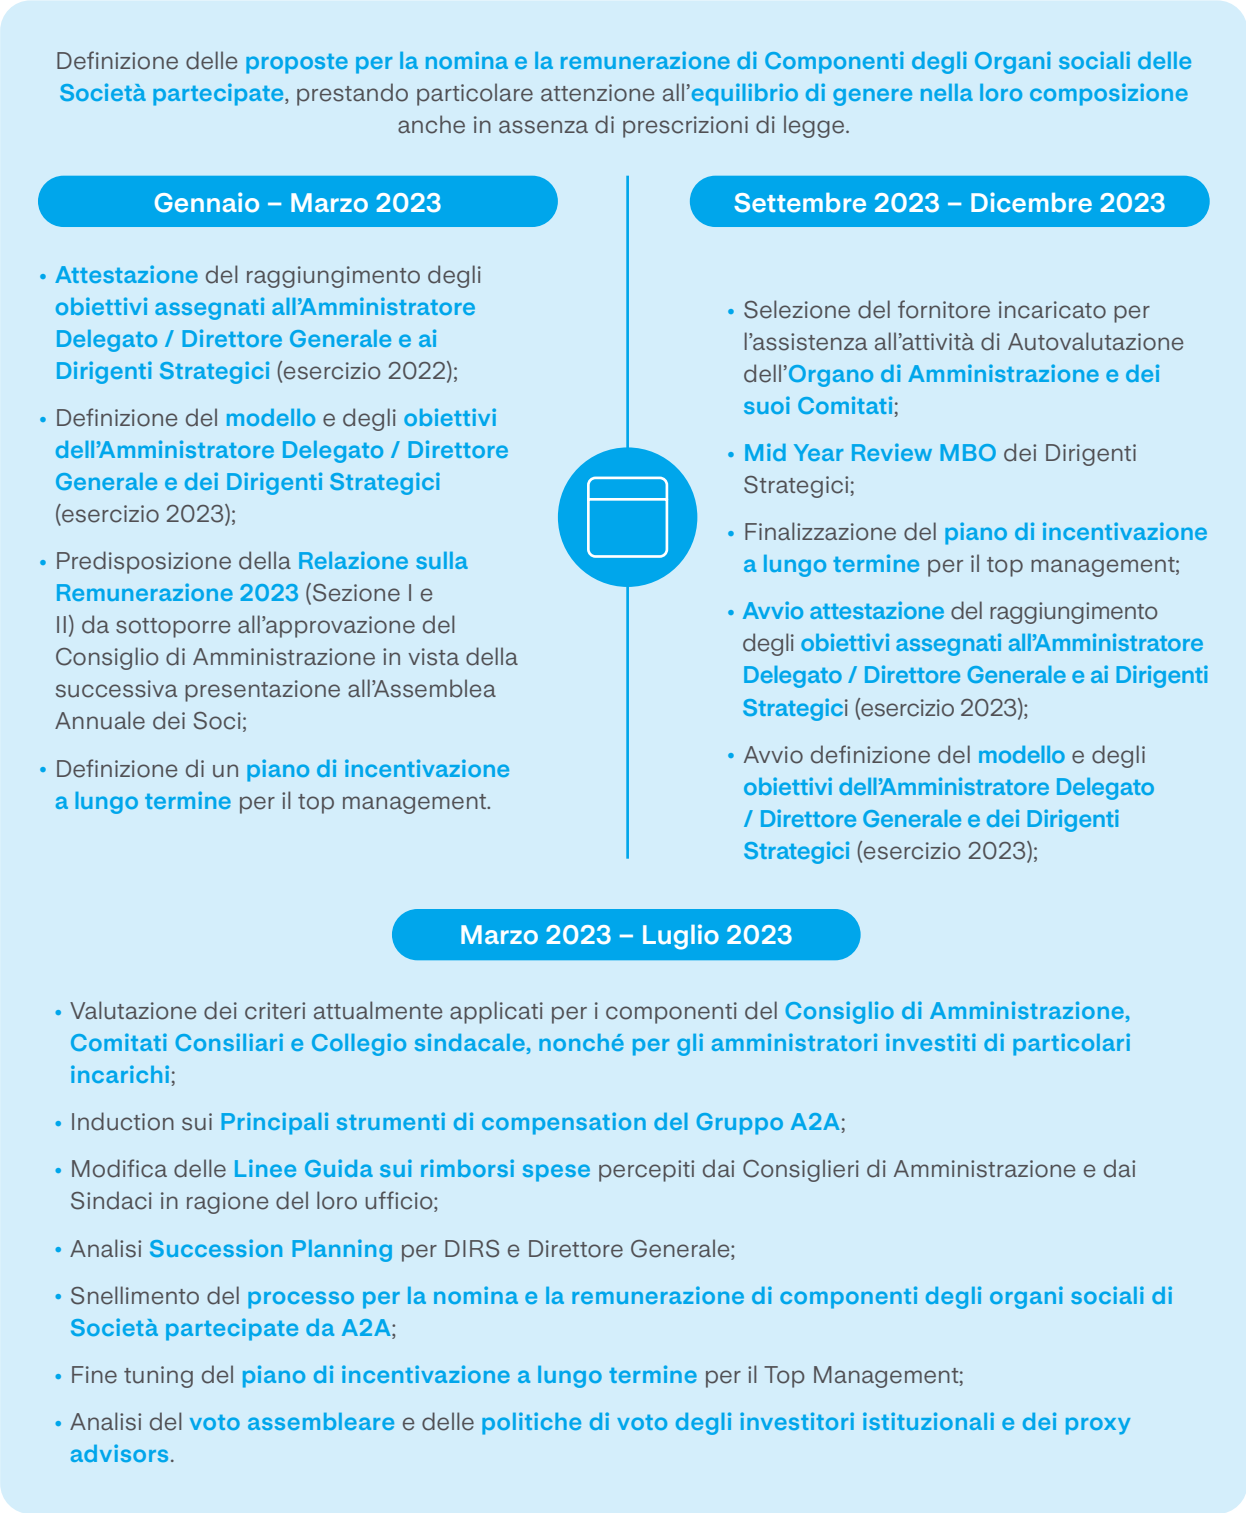 Definizione delle proposte per la nomina e la remunerazione di Componenti degli Organi sociali delle
Società partecipate, prestando particolare attenzione all’equilibrio di genere nella loro composizione
anche in assenza di prescrizioni di legge.
Gennaio – Marzo 2023
• Attestazione del raggiungimento degli
obiettivi assegnati all’Amministratore
Delegato / Direttore Generale e ai
Dirigenti Strategici (esercizio 2022);
• Definizione del modello e degli obiettivi
dell’Amministratore Delegato / Direttore
Generale e dei Dirigenti Strategici
(esercizio 2023);
• Predisposizione della Relazione sulla
Remunerazione 2023 (Sezione I e
II) da sottoporre all’approvazione del
Consiglio di Amministrazione in vista della
successiva presentazione all’Assemblea
Annuale dei Soci;
• Definizione di un piano di incentivazione
a lungo termine per il top management.
Settembre 2023 – Dicembre 2023
• Selezione del fornitore incaricato per
l’assistenza all’attività di Autovalutazione
dell’Organo di Amministrazione e dei
suoi Comitati;
• Mid Year Review MBO dei Dirigenti
Strategici;
• Finalizzazione del piano di incentivazione
a lungo termine per il top management;
• Avvio attestazione del raggiungimento
degli obiettivi assegnati all’Amministratore
Delegato / Direttore Generale e ai Dirigenti
Strategici (esercizio 2023);
• Avvio definizione del modello e degli
obiettivi dell’Amministratore Delegato
/ Direttore Generale e dei Dirigenti
Strategici (esercizio 2023);
Marzo 2023 – Luglio 2023
• Valutazione dei criteri attualmente applicati per i componenti del Consiglio di Amministrazione,
Comitati Consiliari e Collegio sindacale, nonché per gli amministratori investiti di particolari
incarichi;
• Induction sui Principali strumenti di compensation del Gruppo A2A;
• Modifica delle Linee Guida sui rimborsi spese percepiti dai Consiglieri di Amministrazione e dai
Sindaci in ragione del loro ufficio;
• Analisi Succession Planning per DIRS e Direttore Generale;
• Snellimento del processo per la nomina e la remunerazione di componenti degli organi sociali di
Società partecipate da A2A;
• Fine tuning del piano di incentivazione a lungo termine per il Top Management;
• Analisi del voto assembleare e delle politiche di voto degli investitori istituzionali e dei proxy
advisors.